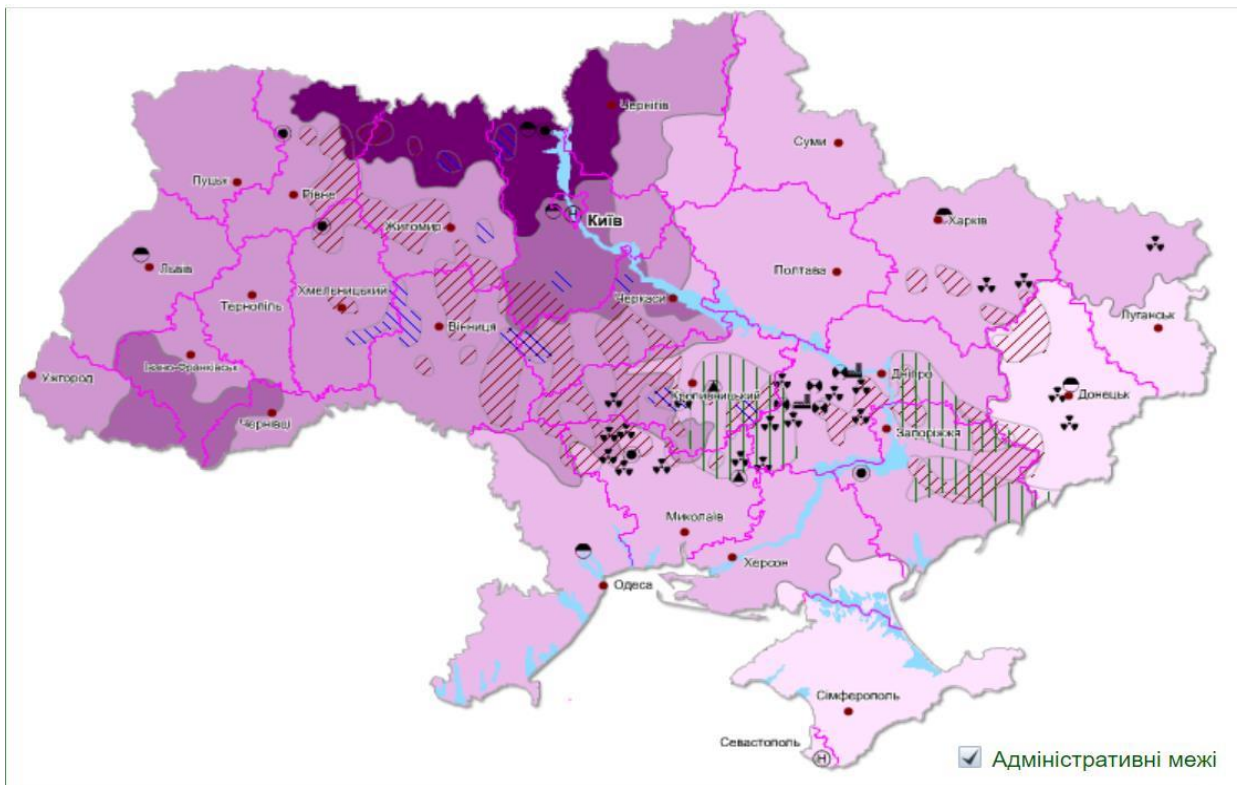 Чернігів
Суми
Луцьк
Рівне
Київ
Харків
Житомир
Львів
Полтава
Хмельницький
Тернопіль
Черкаси
Луганськ
Вінниця
Івано-Франківськ
Ужгород
Дніпро
Кропивницький
Донецьк
Чернівці
Запоріжжя
Миколаїв
Херсон
Одеса
Сімферополь
Севастополь
Адміністративні межі
Н
Н